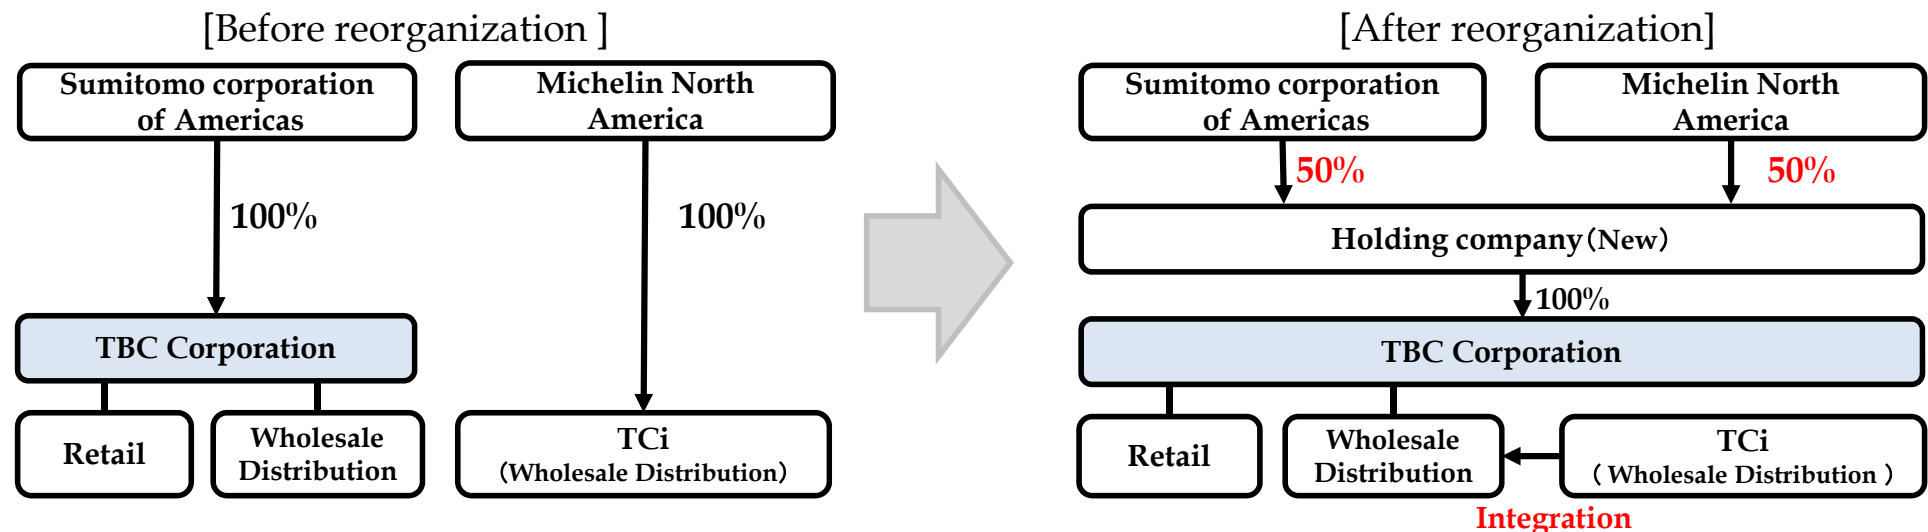 [Before reorganization ]
Sumitomo corporation
of Americas
Michelin North
America
100%
100%
TBC Corporation
Retail
Wholesale
Distribution
TCi
(Wholesale Distribution)
[After reorganization]
Sumitomo corporation
of Americas
Michelin North
America
50%
50%
Holding company(New)
100%
TBC Corporation
Retail
Wholesale
Distribution
TCi
( Wholesale Distribution )
Integration